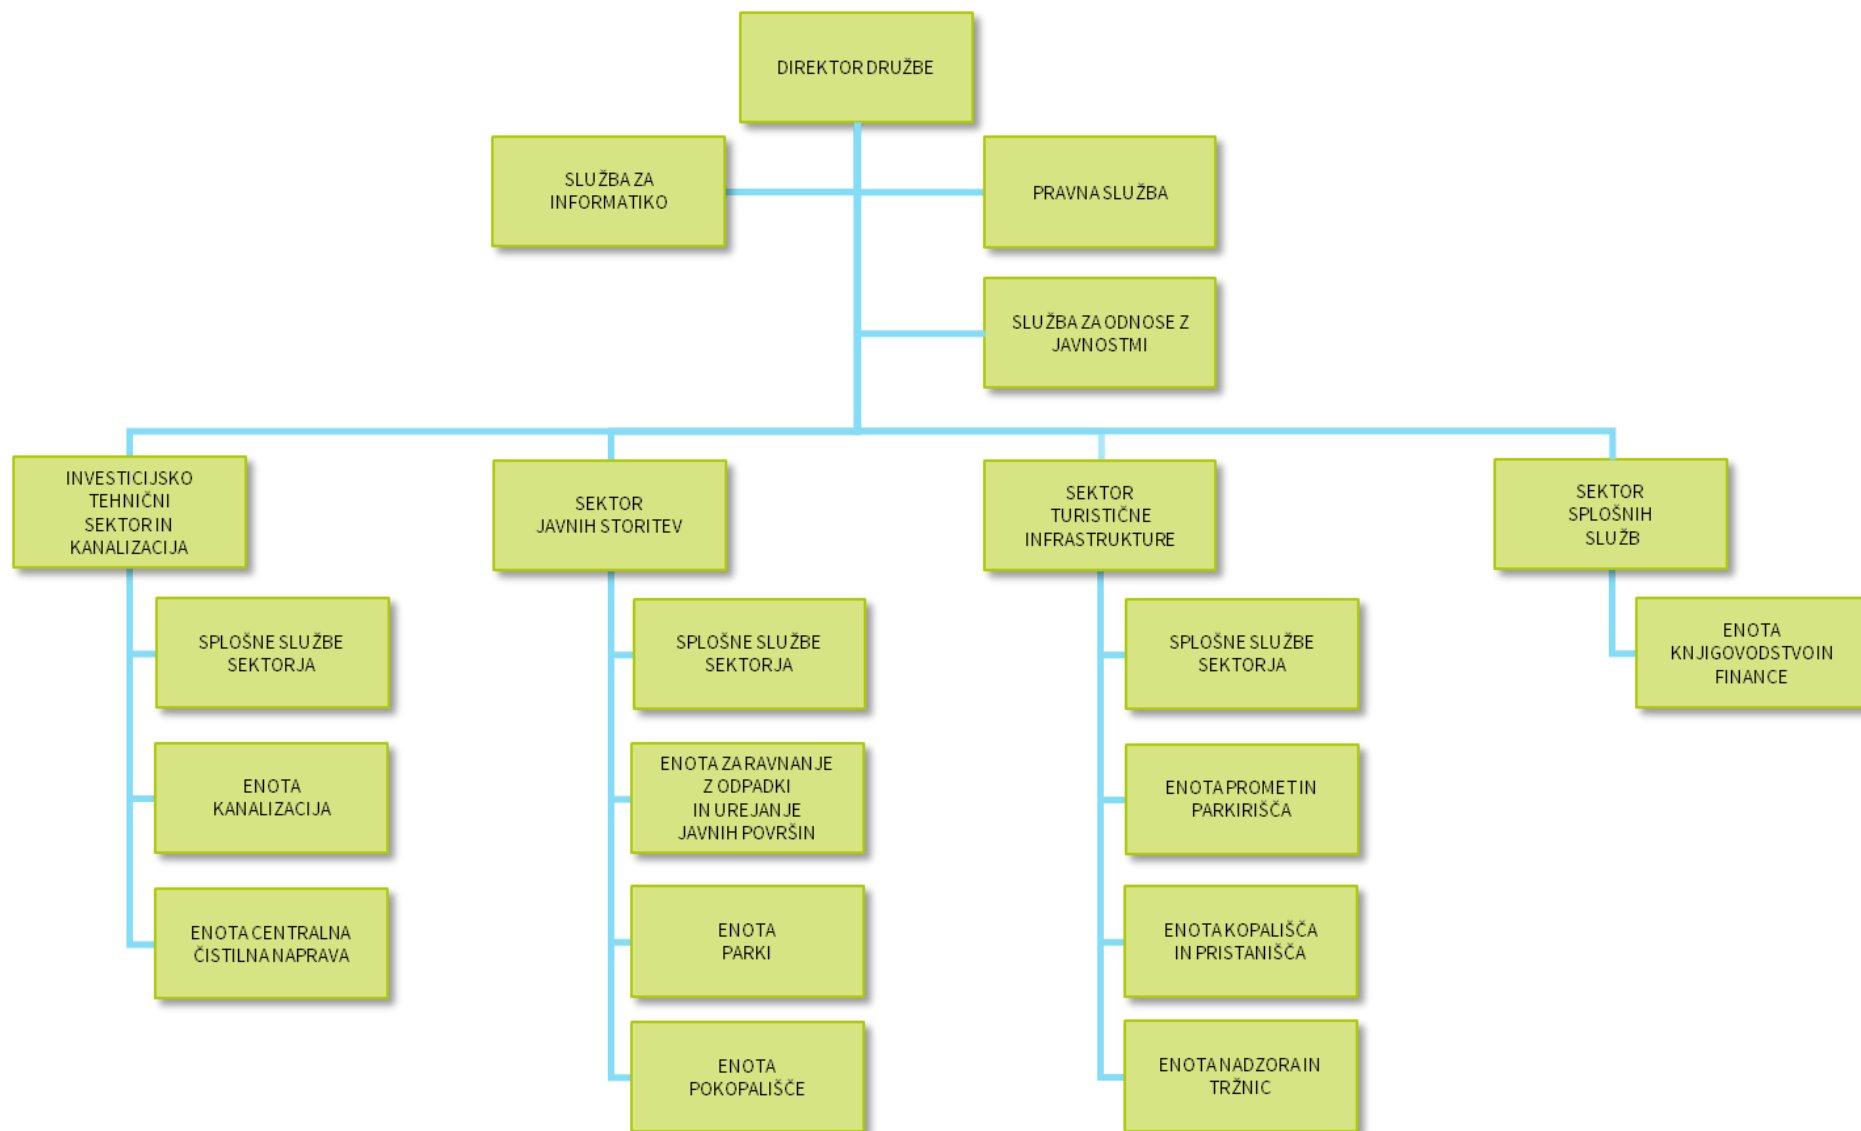 DIREKTOR DRUŽBE
SLUŽBA ZA
INFORMATIKO
PRAVNA SLUŽBA
SLUŽBA ZA ODNOSE Z
JAVNOSTMI
INVESTICIJSKO
TEHNIČNI
SEKTOR IN
KANALIZACIJA
SEKTOR
JAVNIH STORITEV
SEKTOR
TURISTIČNE
INFRASTRUKTURE
SEKTOR
SPLOŠNIH
SLUŽB
SPLOŠNE SLUŽBE
SEKTORJA
SPLOŠNE SLUŽBE
SEKTORJA
SPLOŠNE SLUŽBE
SEKTORJA
ENOTA
KNJIGOVODSTVO IN
FINANCE
ENOTA
KANALIZACIJA
ENOTA ZA RAVNANJE
Z ODPADKI
IN UREJANJE
JAVNIH POVRŠIN
ENOTA PROMET IN
PARKIRIŠČA
ENOTA CENTRALNA
ČISTILNA NAPRAVA
ENOTA
PARKI
ENOTA KOPALIŠČA
IN PRISTANIŠČA
ENOTA
POKOPALIŠČE
ENOTA NADZORA IN
TRŽNIC